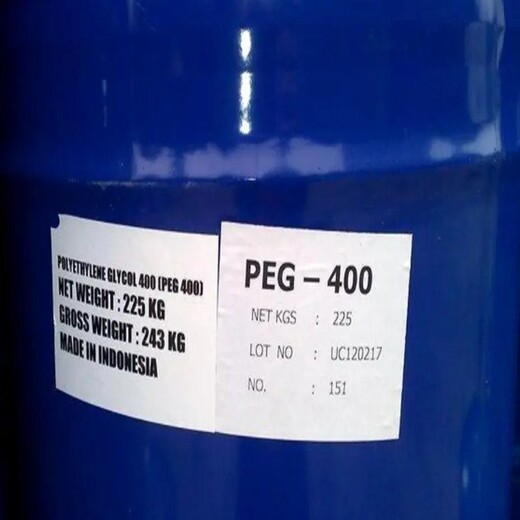 POLYETHYLENE GLYCOL 400 (PEG 400)
NET WEIGHT : 225 KG
GROSS WEIGHT : 243 KG
MADE IN INDONESIA
PEG – 400
NET KGS : 225
LOT NO : UC120217
NO. : 151